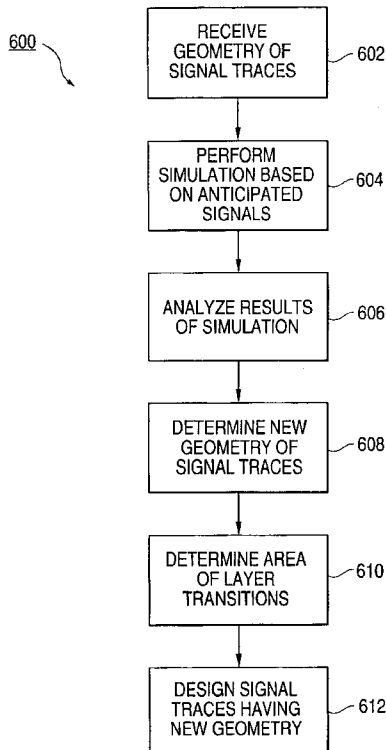 600
RECEIVE
GEOMETRY OF
SIGNAL TRACES
602
PERFORM
SIMULATION BASED
ON ANTICIPATED
SIGNALS
604
ANALYZE RESULTS
OF SIMULATION
606
DETERMINE NEW
GEOMETRY OF
SIGNAL TRACES
608
DETERMINE AREA
OF LAYER
TRANSITIONS
610
DESIGN SIGNAL
TRACES HAVING
NEW GEOMETRY
612